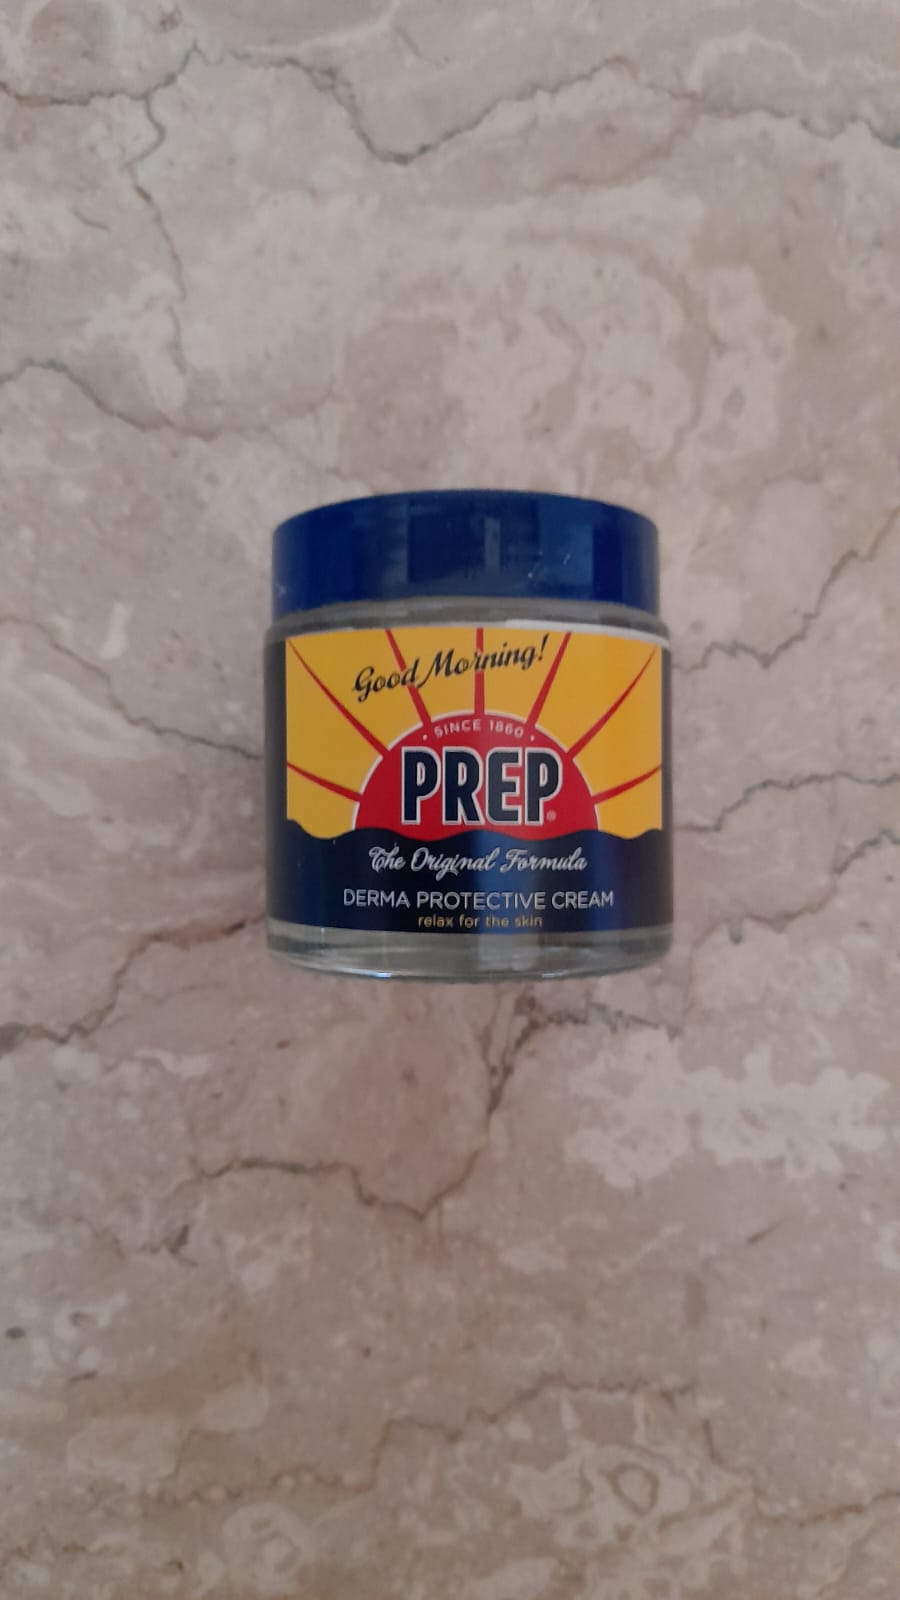 Good Morning!
• SINCE 1860 •
PREP®
The Original Formula
DERMA PROTECTIVE CREAM
relax for the skin